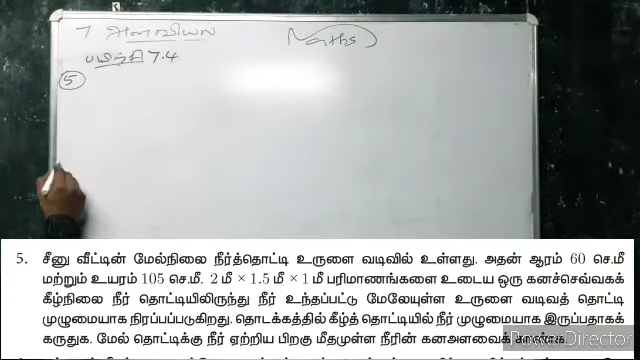 7 அளவியல்
Maths
பயிற்சி 7.4
5
5. சீனு வீட்டின் மேல்நிலை நீர்த்தொட்டி உருளை வடிவில் உள்ளது. அதன் ஆரம் 60 செ.மீ
மற்றும் உயரம் 105 செ.மீ. 2 மீ × 1.5 மீ × 1 மீ பரிமாணங்களை உடைய ஒரு கனச்செவ்வகக்
கீழ்நிலை நீர் தொட்டியிலிருந்து நீர் உந்தப்பட்டு மேலேயுள்ள உருளை வடிவத் தொட்டி
முழுமையாக நிரப்பப்படுகிறது. தொடக்கத்தில் கீழ்த் தொட்டியில் நீர் முழுமையாக இருப்பதாகக்
கருதுக. மேல் தொட்டிக்கு நீர் ஏற்றிய பிறகு மீதமுள்ள நீரின் கனஅளவைக் காண்க.
PowerDirector